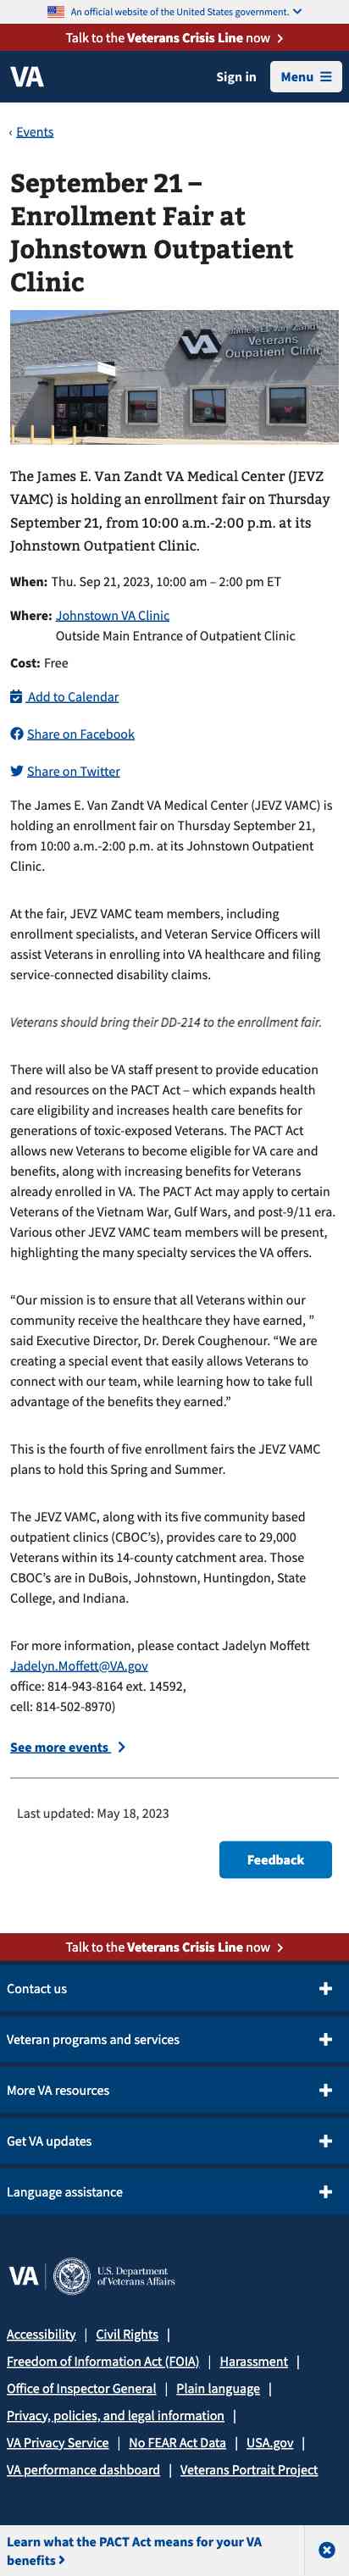 An official website of the United States government.
Talk to the Veterans Crisis Line now
VA
Sign in
Menu
Events
September 21 –
Enrollment Fair at
Johnstown Outpatient
Clinic
James E. Van Zandt
VA
Veterans
Outpatient Clinic
The James E. Van Zandt VA Medical Center (JEVZ
VAMC) is holding an enrollment fair on Thursday
September 21, from 10:00 a.m.-2:00 p.m. at its
Johnstown Outpatient Clinic.
When: Thu. Sep 21, 2023, 10:00 am – 2:00 pm ET
Where: Johnstown VA Clinic
Outside Main Entrance of Outpatient Clinic
Cost: Free
Add to Calendar
Share on Facebook
Share on Twitter
The James E. Van Zandt VA Medical Center (JEVZ VAMC) is
holding an enrollment fair on Thursday September 21,
from 10:00 a.m.-2:00 p.m. at its Johnstown Outpatient
Clinic.
At the fair, JEVZ VAMC team members, including
enrollment specialists, and Veteran Service Officers will
assist Veterans in enrolling into VA healthcare and filing
service-connected disability claims.
Veterans should bring their DD-214 to the enrollment fair.
There will also be VA staff present to provide education
and resources on the PACT Act – which expands health
care eligibility and increases health care benefits for
generations of toxic-exposed Veterans. The PACT Act
allows new Veterans to become eligible for VA care and
benefits, along with increasing benefits for Veterans
already enrolled in VA. The PACT Act may apply to certain
Veterans of the Vietnam War, Gulf Wars, and post-9/11 era.
Various other JEVZ VAMC team members will be present,
highlighting the many specialty services the VA offers.
“Our mission is to ensure that all Veterans within our
community receive the healthcare they have earned, ”
said Executive Director, Dr. Derek Coughenour. “We are
creating a special event that easily allows Veterans to
connect with our team, while learning how to take full
advantage of the benefits they earned.”
This is the fourth of five enrollment fairs the JEVZ VAMC
plans to hold this Spring and Summer.
The JEVZ VAMC, along with its five community based
outpatient clinics (CBOC’s), provides care to 29,000
Veterans within its 14-county catchment area. Those
CBOC’s are in DuBois, Johnstown, Huntingdon, State
College, and Indiana.
For more information, please contact Jadelyn Moffett
Jadelyn.Moffett@VA.gov
office: 814-943-8164 ext. 14592,
cell: 814-502-8970)
See more events
Last updated: May 18, 2023
Feedback
Talk to the Veterans Crisis Line now
Contact us
Veteran programs and services
More VA resources
Get VA updates
Language assistance
VA | U.S. Department
of Veterans Affairs
Accessibility | Civil Rights |
Freedom of Information Act (FOIA) | Harassment |
Office of Inspector General | Plain language |
Privacy, policies, and legal information |
VA Privacy Service | No FEAR Act Data | USA.gov |
VA performance dashboard | Veterans Portrait Project
Learn what the PACT Act means for your VA
benefits